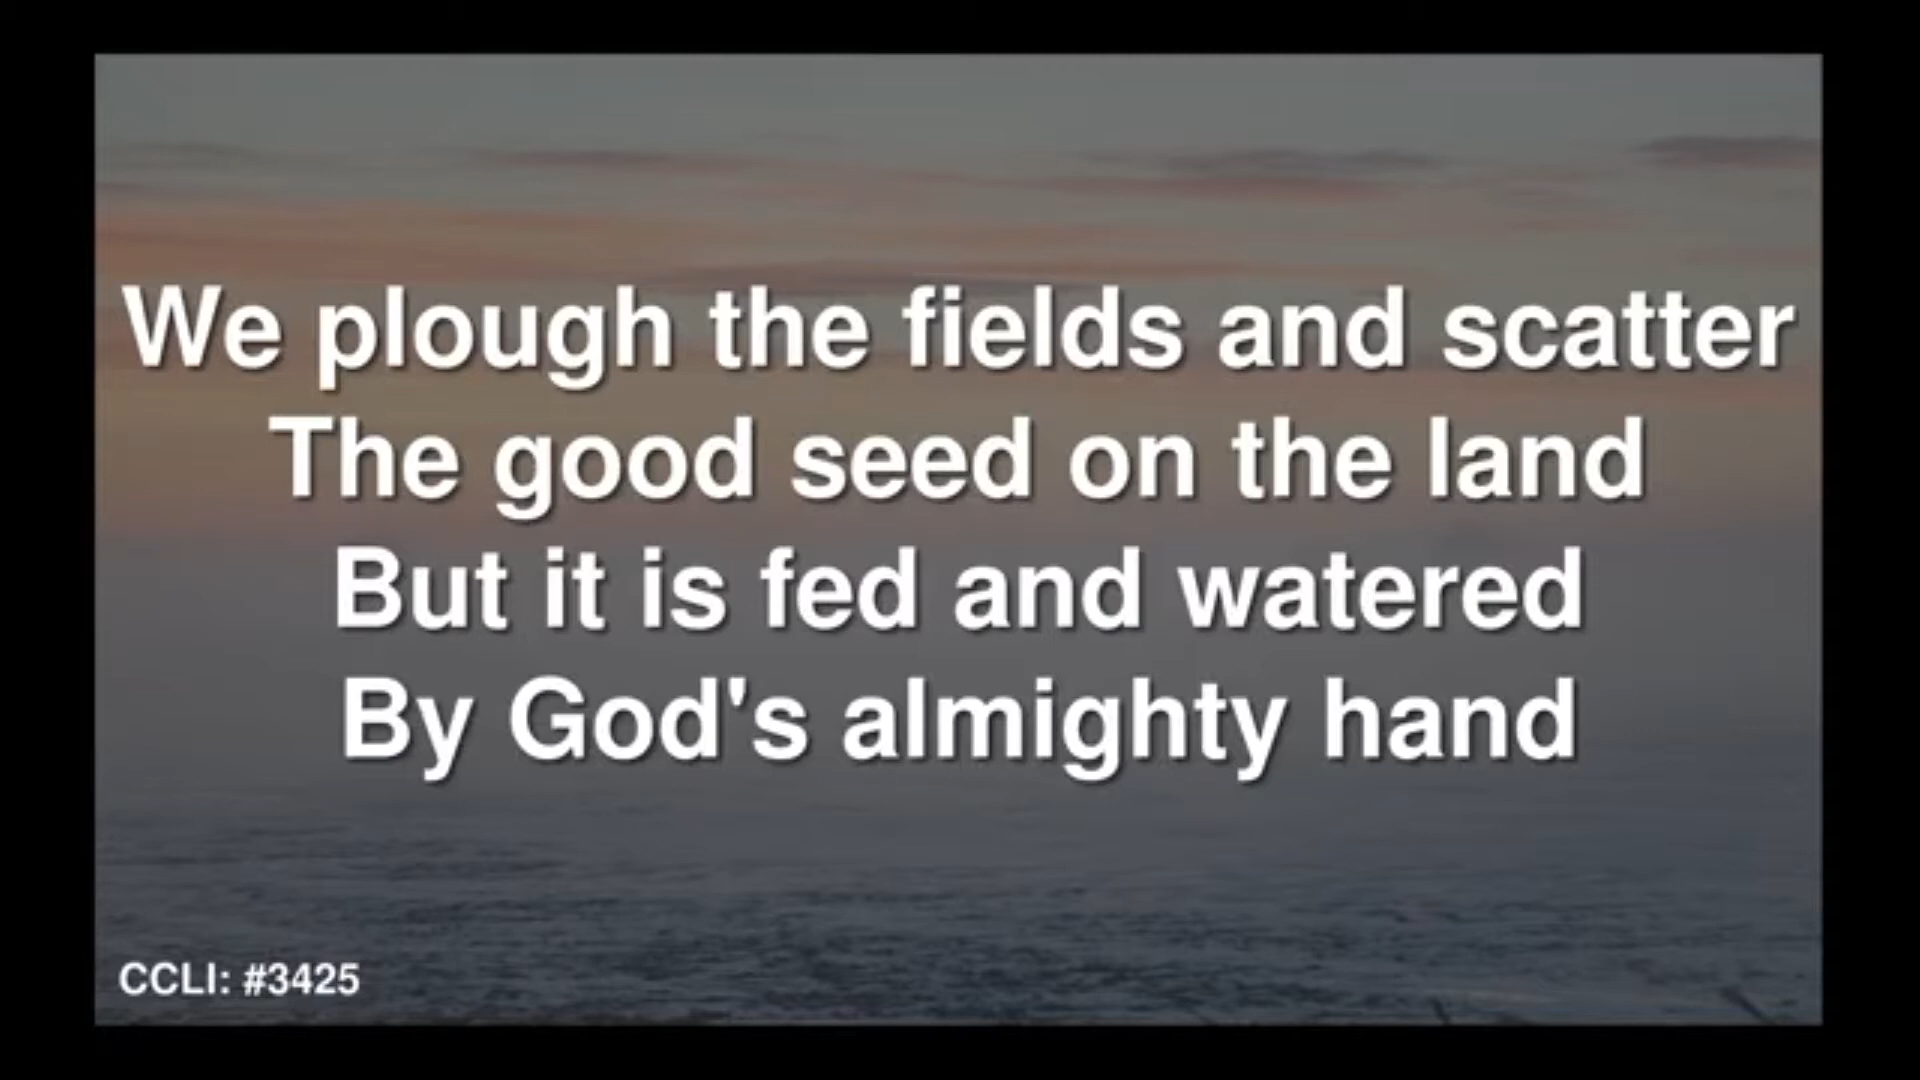 We plough the fields and scatter
The good seed on the land
But it is fed and watered
By God's almighty hand
CCLI: #3425